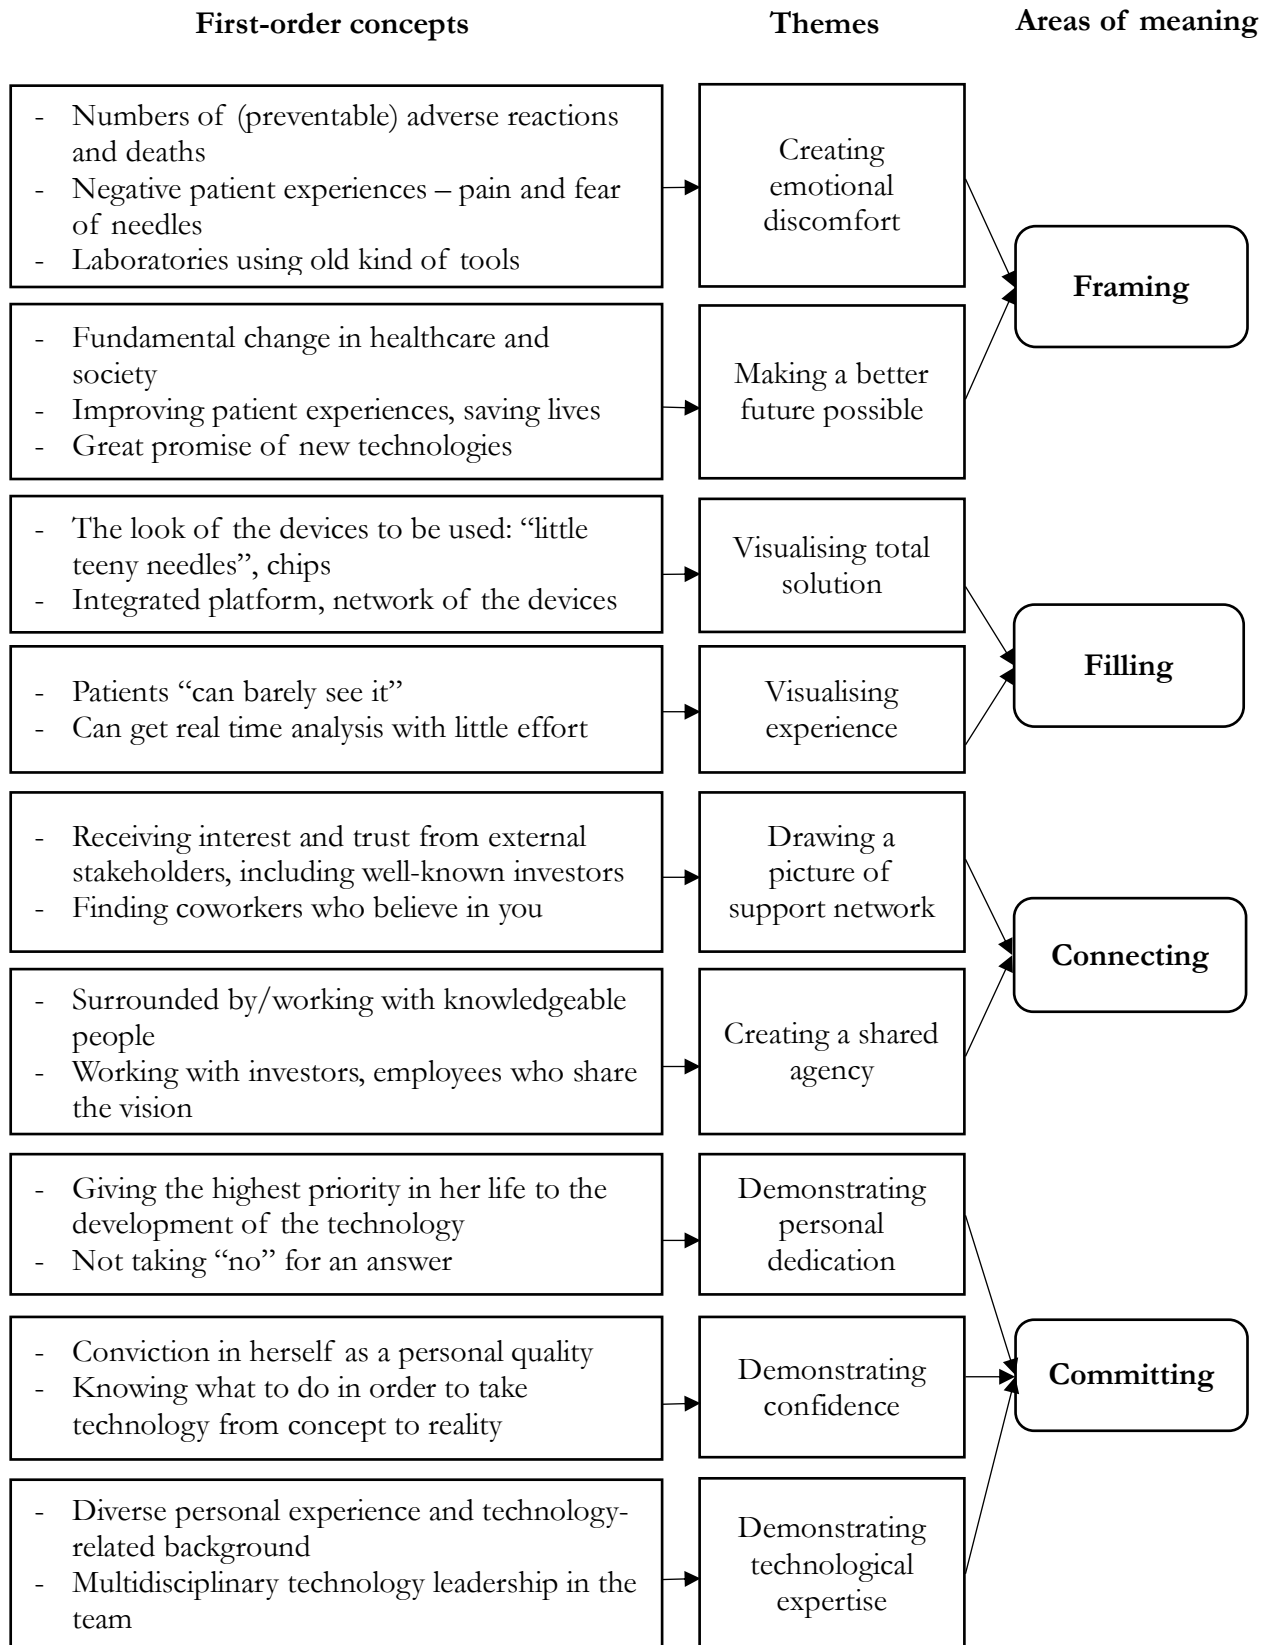 First-order concepts
Themes
Areas of meaning
- Numbers of (preventable) adverse reactions
and deaths
- Negative patient experiences – pain and fear
of needles
- Laboratories using old kind of tools
Creating
emotional
discomfort
Framing
- Fundamental change in healthcare and
society
- Improving patient experiences, saving lives
- Great promise of new technologies
Making a better
future possible
- The look of the devices to be used: “little
teeny needles”, chips
- Integrated platform, network of the devices
Visualising total
solution
Filling
- Patients “can barely see it”
- Can get real time analysis with little effort
Visualising
experience
- Receiving interest and trust from external
stakeholders, including well-known investors
- Finding coworkers who believe in you
Drawing a
picture of
support network
Connecting
- Surrounded by/working with knowledgeable
people
- Working with investors, employees who share
the vision
Creating a shared
agency
- Giving the highest priority in her life to the
development of the technology
- Not taking “no” for an answer
Demonstrating
personal
dedication
Committing
- Conviction in herself as a personal quality
- Knowing what to do in order to take
technology from concept to reality
Demonstrating
confidence
- Diverse personal experience and technology-
related background
- Multidisciplinary technology leadership in the
team
Demonstrating
technological
expertise